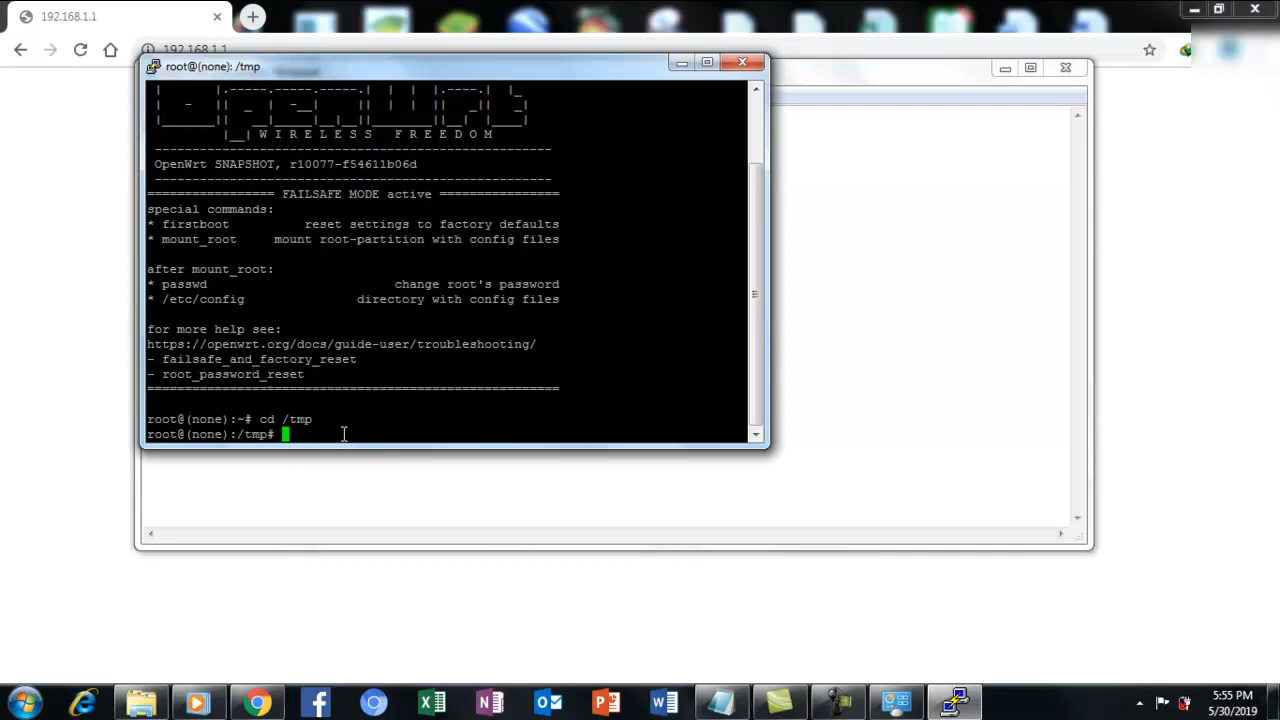 192.168.1.1
192.168.1.1
root@(none): /tmp
W I R E L E S S   F R E E D O M
-----------------------------------------------------
OpenWrt SNAPSHOT, r10077-f54611b06d
-----------------------------------------------------
================= FAILSAFE MODE active ================
special commands:
* firstboot          reset settings to factory defaults
* mount_root     mount root-partition with config files
after mount_root:
* passwd                         change root's password
* /etc/config               directory with config files
for more help see:
https://openwrt.org/docs/guide-user/troubleshooting/
- failsafe_and_factory_reset
- root_password_reset
=======================================================
root@(none):~# cd /tmp
root@(none):/tmp#
5:55 PM
5/30/2019